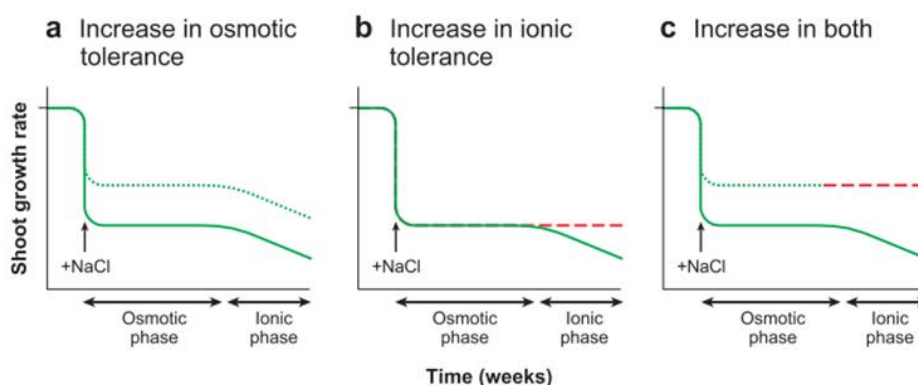 a Increase in osmotic
tolerance
b Increase in ionic
tolerance
c Increase in both
Shoot growth rate
+NaCl
+NaCl
+NaCl
Osmotic
phase
Ionic
phase
Osmotic
phase
Ionic
phase
Osmotic
phase
Ionic
phase
Time (weeks)